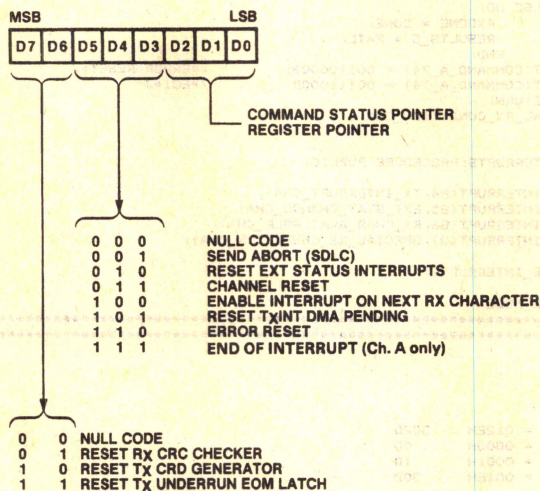 MSB LSB
D7 D6 D5 D4 D3 D2 D1 D0
COMMAND STATUS POINTER
REGISTER POINTER
0 0 0 NULL CODE
0 0 1 SEND ABORT (SDLC)
0 1 0 RESET EXT STATUS INTERRUPTS
0 1 1 CHANNEL RESET
1 0 0 ENABLE INTERRUPT ON NEXT RX CHARACTER
1 0 1 RESET TXINT DMA PENDING
1 1 0 ERROR RESET
1 1 1 END OF INTERRUPT (Ch. A only)
0 0 NULL CODE
0 1 RESET RX CRC CHECKER
1 0 RESET TX CRD GENERATOR
1 1 RESET TX UNDERRUN EOM LATCH